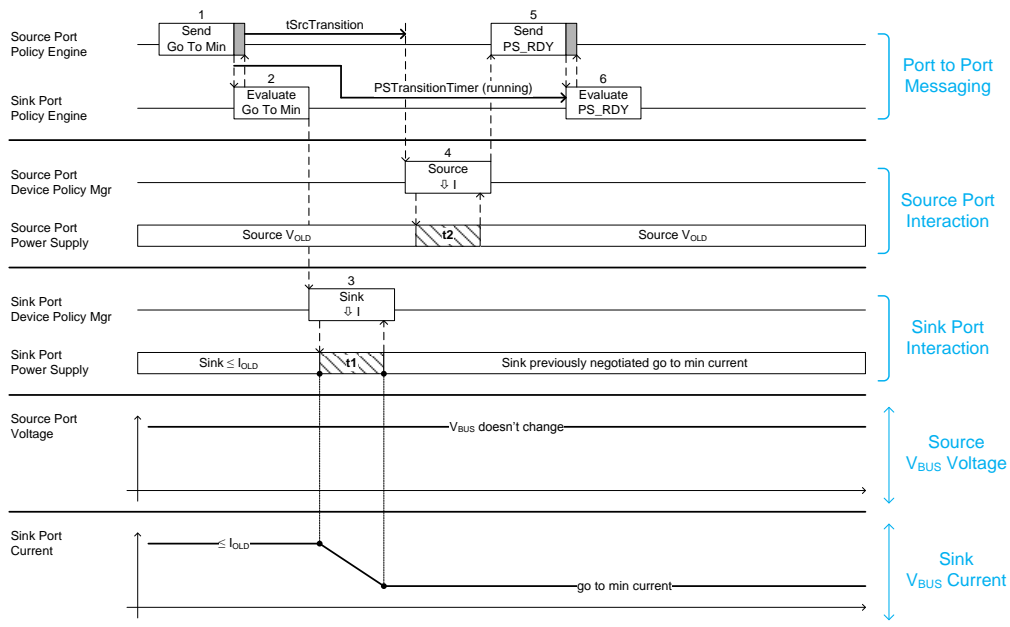 1
Send
Go To Min
tSrcTransition
5
Send
PS_RDY
Source Port
Policy Engine
Port to Port
Messaging
2
Evaluate
Go To Min
PSTransitionTimer (running)
6
Evaluate
PS_RDY
Sink Port
Policy Engine
4
Source
⇩ I
Source Port
Device Policy Mgr
Source Port
Interaction
Source Port
Power Supply
Source VOLD
t2
Source VOLD
3
Sink
⇩ I
Sink Port
Device Policy Mgr
Sink Port
Interaction
Sink Port
Power Supply
Sink ≤ IOLD
t1
Sink previously negotiated go to min current
Source Port
Voltage
VBUS doesn't change
Source
VBUS Voltage
Sink Port
Current
≤ IOLD
go to min current
Sink
VBUS Current